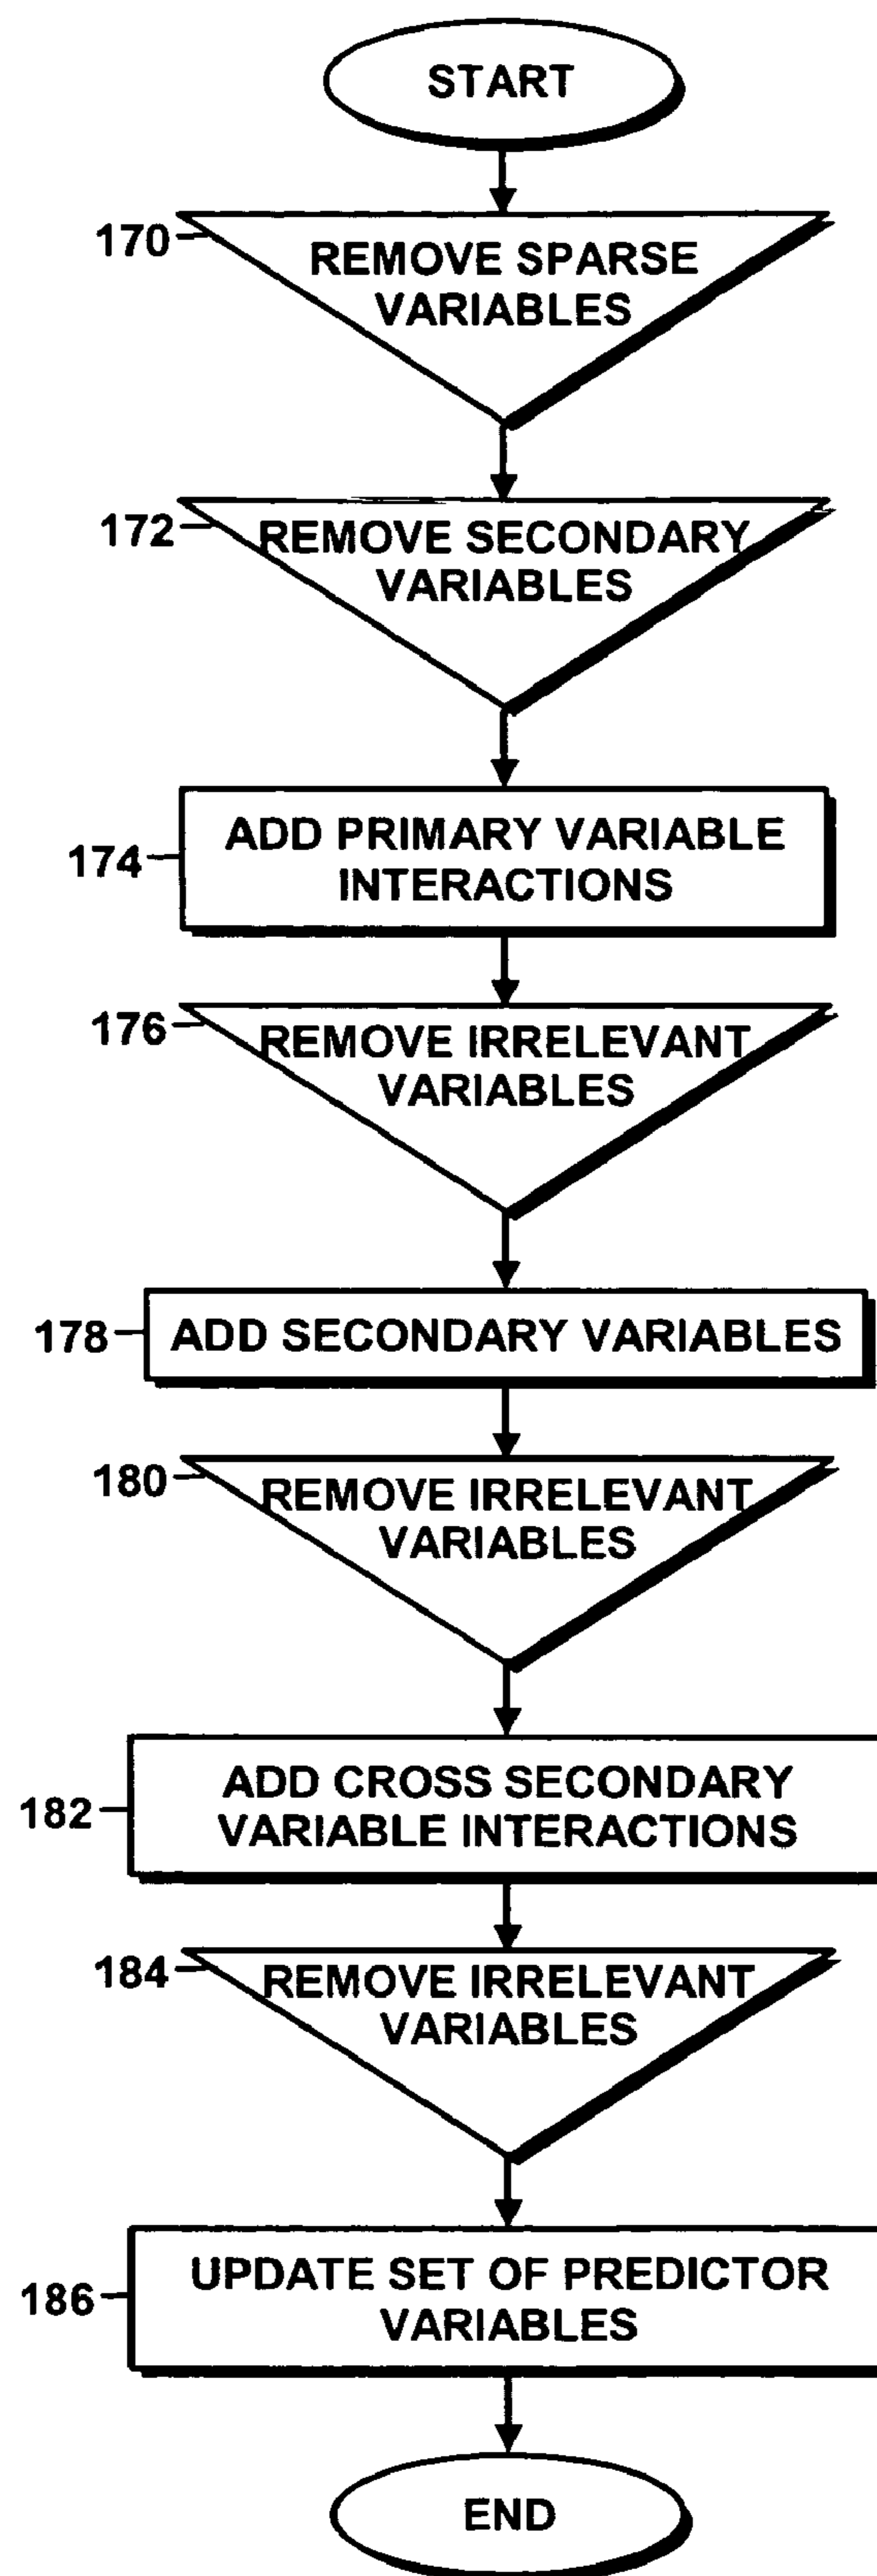 START
170
REMOVE SPARSE
VARIABLES
172
REMOVE SECONDARY
VARIABLES
174
ADD PRIMARY VARIABLE
INTERACTIONS
176
REMOVE IRRELEVANT
VARIABLES
178
ADD SECONDARY VARIABLES
180
REMOVE IRRELEVANT
VARIABLES
182
ADD CROSS SECONDARY
VARIABLE INTERACTIONS
184
REMOVE IRRELEVANT
VARIABLES
186
UPDATE SET OF PREDICTOR
VARIABLES
END